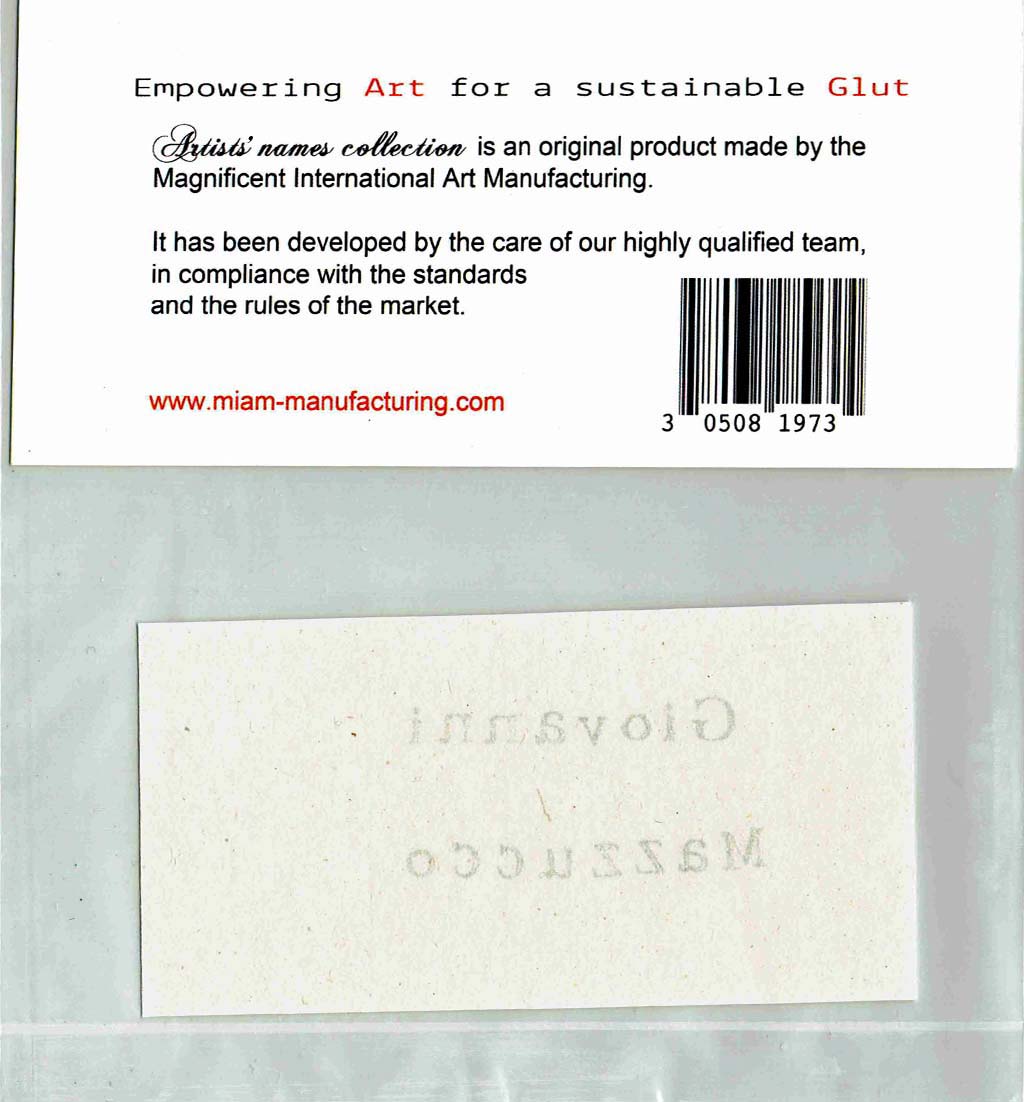 Empowering Art for a sustainable Glut
Artists' names collection is an original product made by the
Magnificent International Art Manufacturing.
It has been developed by the care of our highly qualified team,
in compliance with the standards
and the rules of the market.
www.miam-manufacturing.com
3 0508 1973
Giovanni
Mazzucco